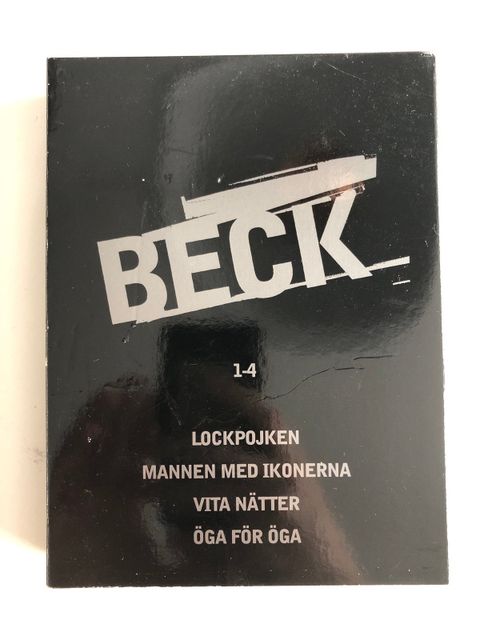 BECK
1-4
LOCKPOJKEN
MANNEN MED IKONERNA
VITA NÄTTER
ÖGA FÖR ÖGA